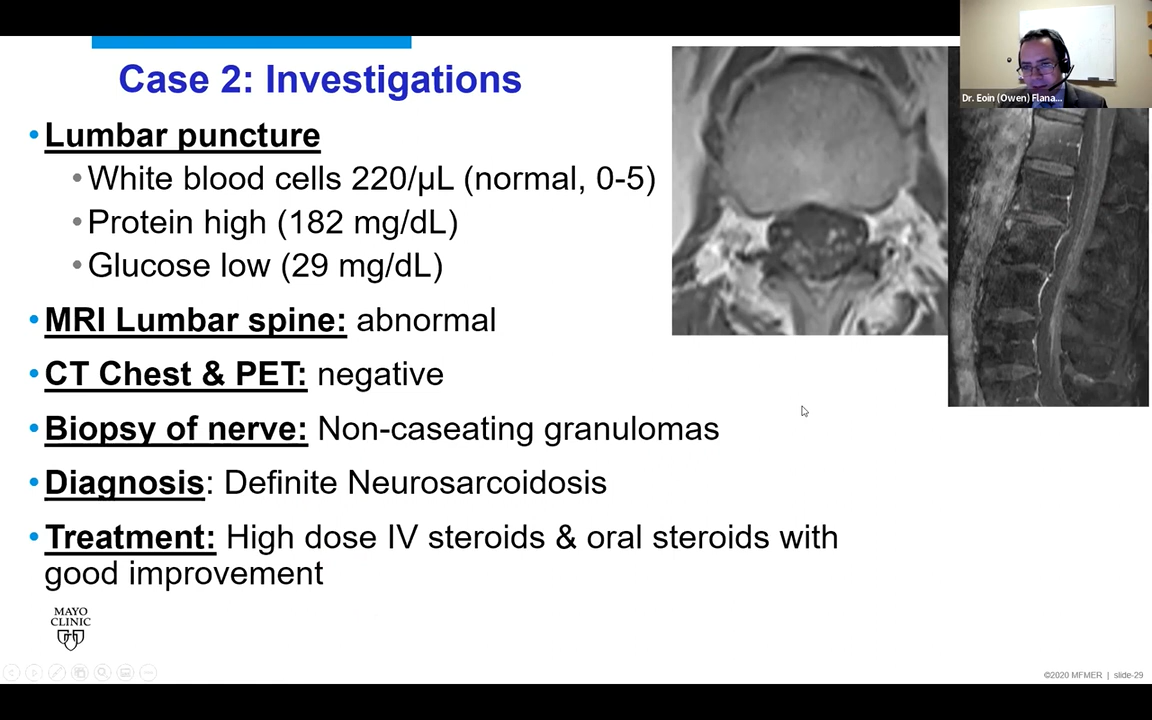 Case 2: Investigations
Dr. Eoin (Owen) Flana...
•Lumbar puncture
•White blood cells 220/µL (normal, 0-5)
•Protein high (182 mg/dL)
•Glucose low (29 mg/dL)
•MRI Lumbar spine: abnormal
•CT Chest & PET: negative
•Biopsy of nerve: Non-caseating granulomas
•Diagnosis: Definite Neurosarcoidosis
•Treatment: High dose IV steroids & oral steroids with
good improvement
MAYO
CLINIC
©2020 MFMER | slide-29